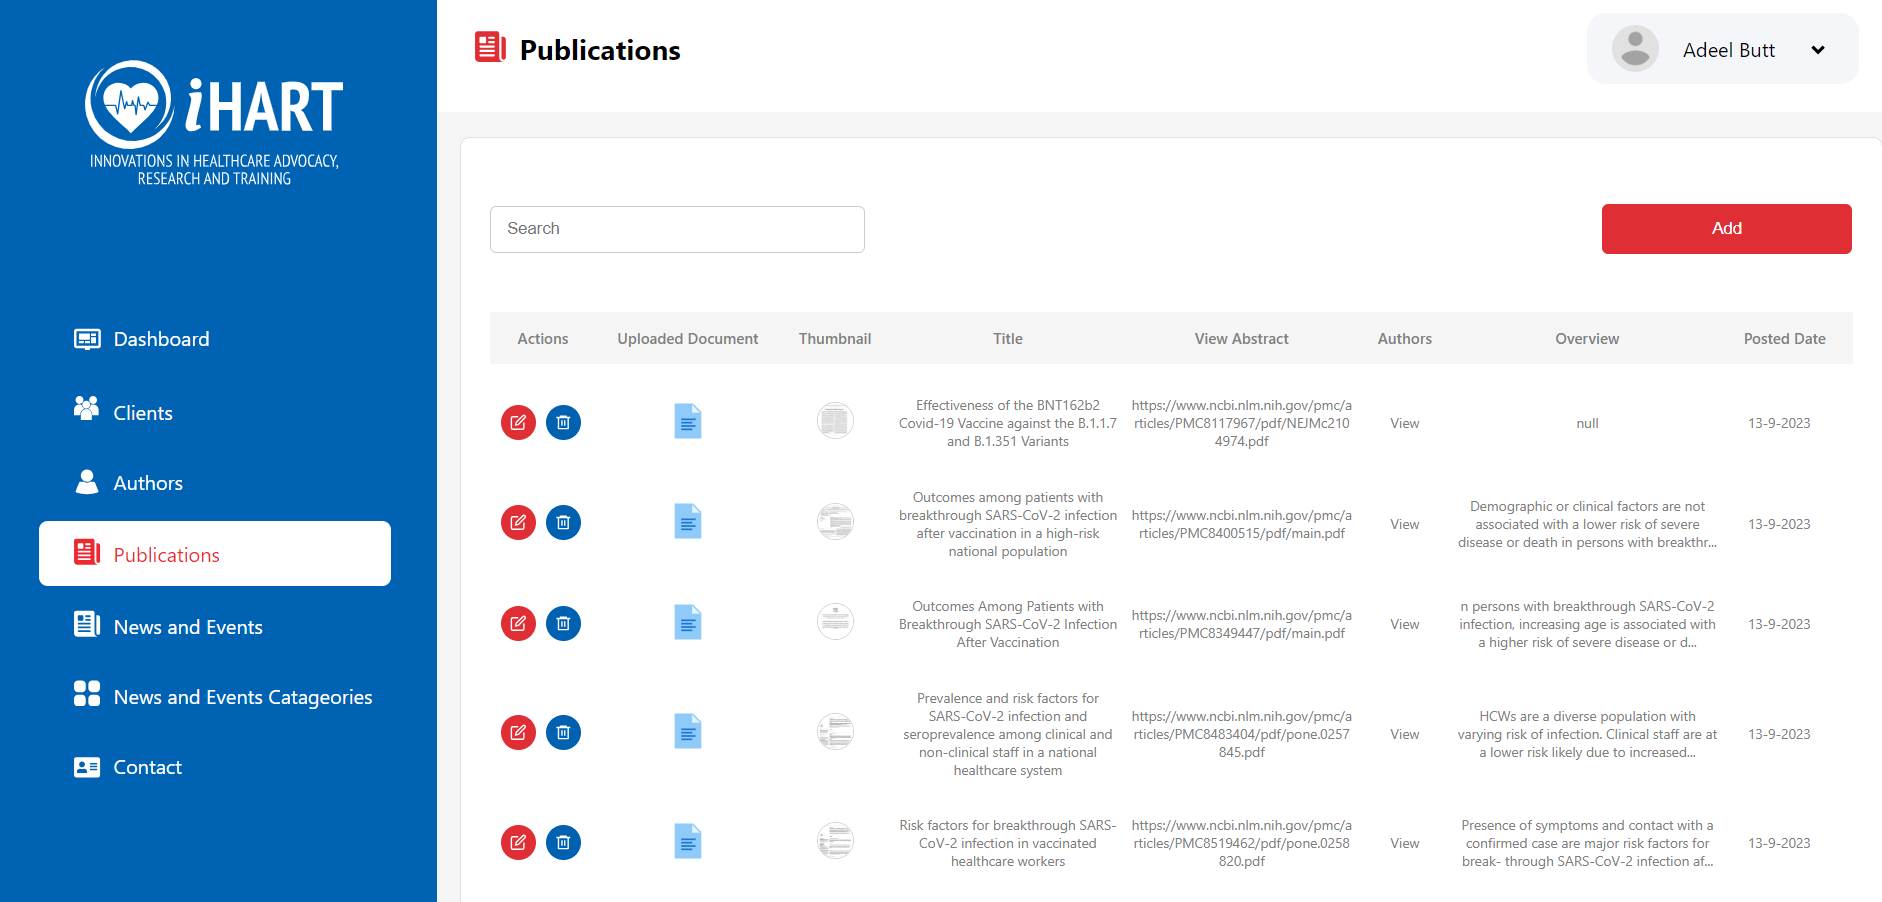 iHART
INNOVATIONS IN HEALTHCARE ADVOCACY,
RESEARCH AND TRAINING
Dashboard
Clients
Authors
Publications
News and Events
News and Events Catageories
Contact
Publications
Adeel Butt
Search
Add
Actions Uploaded Document Thumbnail Title View Abstract Authors Overview Posted Date
Effectiveness of the BNT162b2
Covid-19 Vaccine against the B.1.1.7
and B.1.351 Variants
https://www.ncbi.nlm.nih.gov/pmc/a
rticles/PMC8117967/pdf/NEJMc210
4974.pdf
View
null
13-9-2023
Outcomes among patients with
breakthrough SARS-CoV-2 infection
after vaccination in a high-risk
national population
https://www.ncbi.nlm.nih.gov/pmc/a
rticles/PMC8400515/pdf/main.pdf
View
Demographic or clinical factors are not
associated with a lower risk of severe
disease or death in persons with breakthr...
13-9-2023
Outcomes Among Patients with
Breakthrough SARS-CoV-2 Infection
After Vaccination
https://www.ncbi.nlm.nih.gov/pmc/a
rticles/PMC8349447/pdf/main.pdf
View
n persons with breakthrough SARS-CoV-2
infection, increasing age is associated with
a higher risk of severe disease or d...
13-9-2023
Prevalence and risk factors for
SARS-CoV-2 infection and
seroprevalence among clinical and
non-clinical staff in a national
healthcare system
https://www.ncbi.nlm.nih.gov/pmc/a
rticles/PMC8483404/pdf/pone.0257
845.pdf
View
HCWs are a diverse population with
varying risk of infection. Clinical staff are at
a lower risk likely due to increased...
13-9-2023
Risk factors for breakthrough SARS-
CoV-2 infection in vaccinated
healthcare workers
https://www.ncbi.nlm.nih.gov/pmc/a
rticles/PMC8519462/pdf/pone.0258
820.pdf
View
Presence of symptoms and contact with a
confirmed case are major risk factors for
break- through SARS-CoV-2 infection af...
13-9-2023